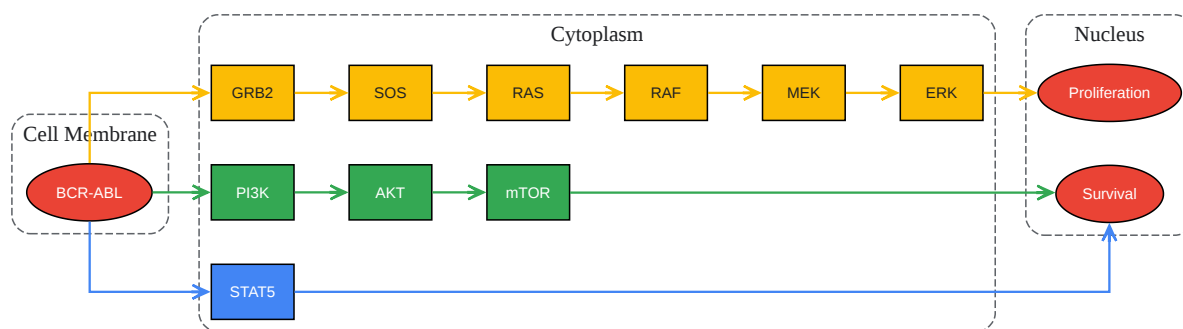 Cytoplasm
Nucleus
GRB2
SOS
RAS
RAF
MEK
ERK
Proliferation
Cell Membrane
BCR-ABL
PI3K
AKT
mTOR
Survival
STAT5